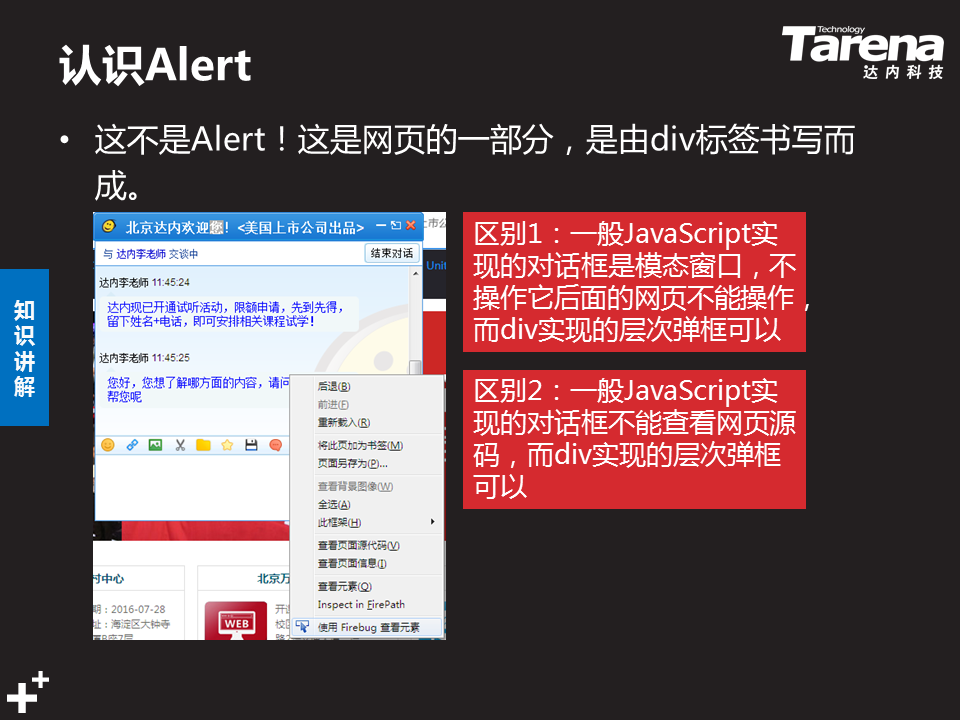 认识Alert
Technology
Tarena
达内科技
• 这不是Alert！这是网页的一部分，是由div标签书写而
成。
知识讲解
北京达内欢迎您！<美国上市公司出品>
与 达内李老师 交谈中
结束对话
Unit
达内李老师 11:45:24
达内现已开通试听活动，限额申请，先到先得，
留下姓名+电话，即可安排相关课程试学！
达内李老师 11:45:25
您好，您想了解哪方面的内容，请问
帮您呢
后退(B)
前进(F)
重新载入(R)
将此页加为书签(M)
页面另存为(P)...
查看背景图像(W)
全选(A)
此框架(H)
查看页面源代码(V)
查看页面信息(I)
查看元素(Q)
Inspect in FirePath
使用 Firebug 查看元素
村中心
北京万
期：2016-07-28
址：海淀区大钟寺
WEB
区别1：一般JavaScript实
现的对话框是模态窗口，不
操作它后面的网页不能操作，
而div实现的层次弹框可以
区别2：一般JavaScript实
现的对话框不能查看网页源
码，而div实现的层次弹框
可以